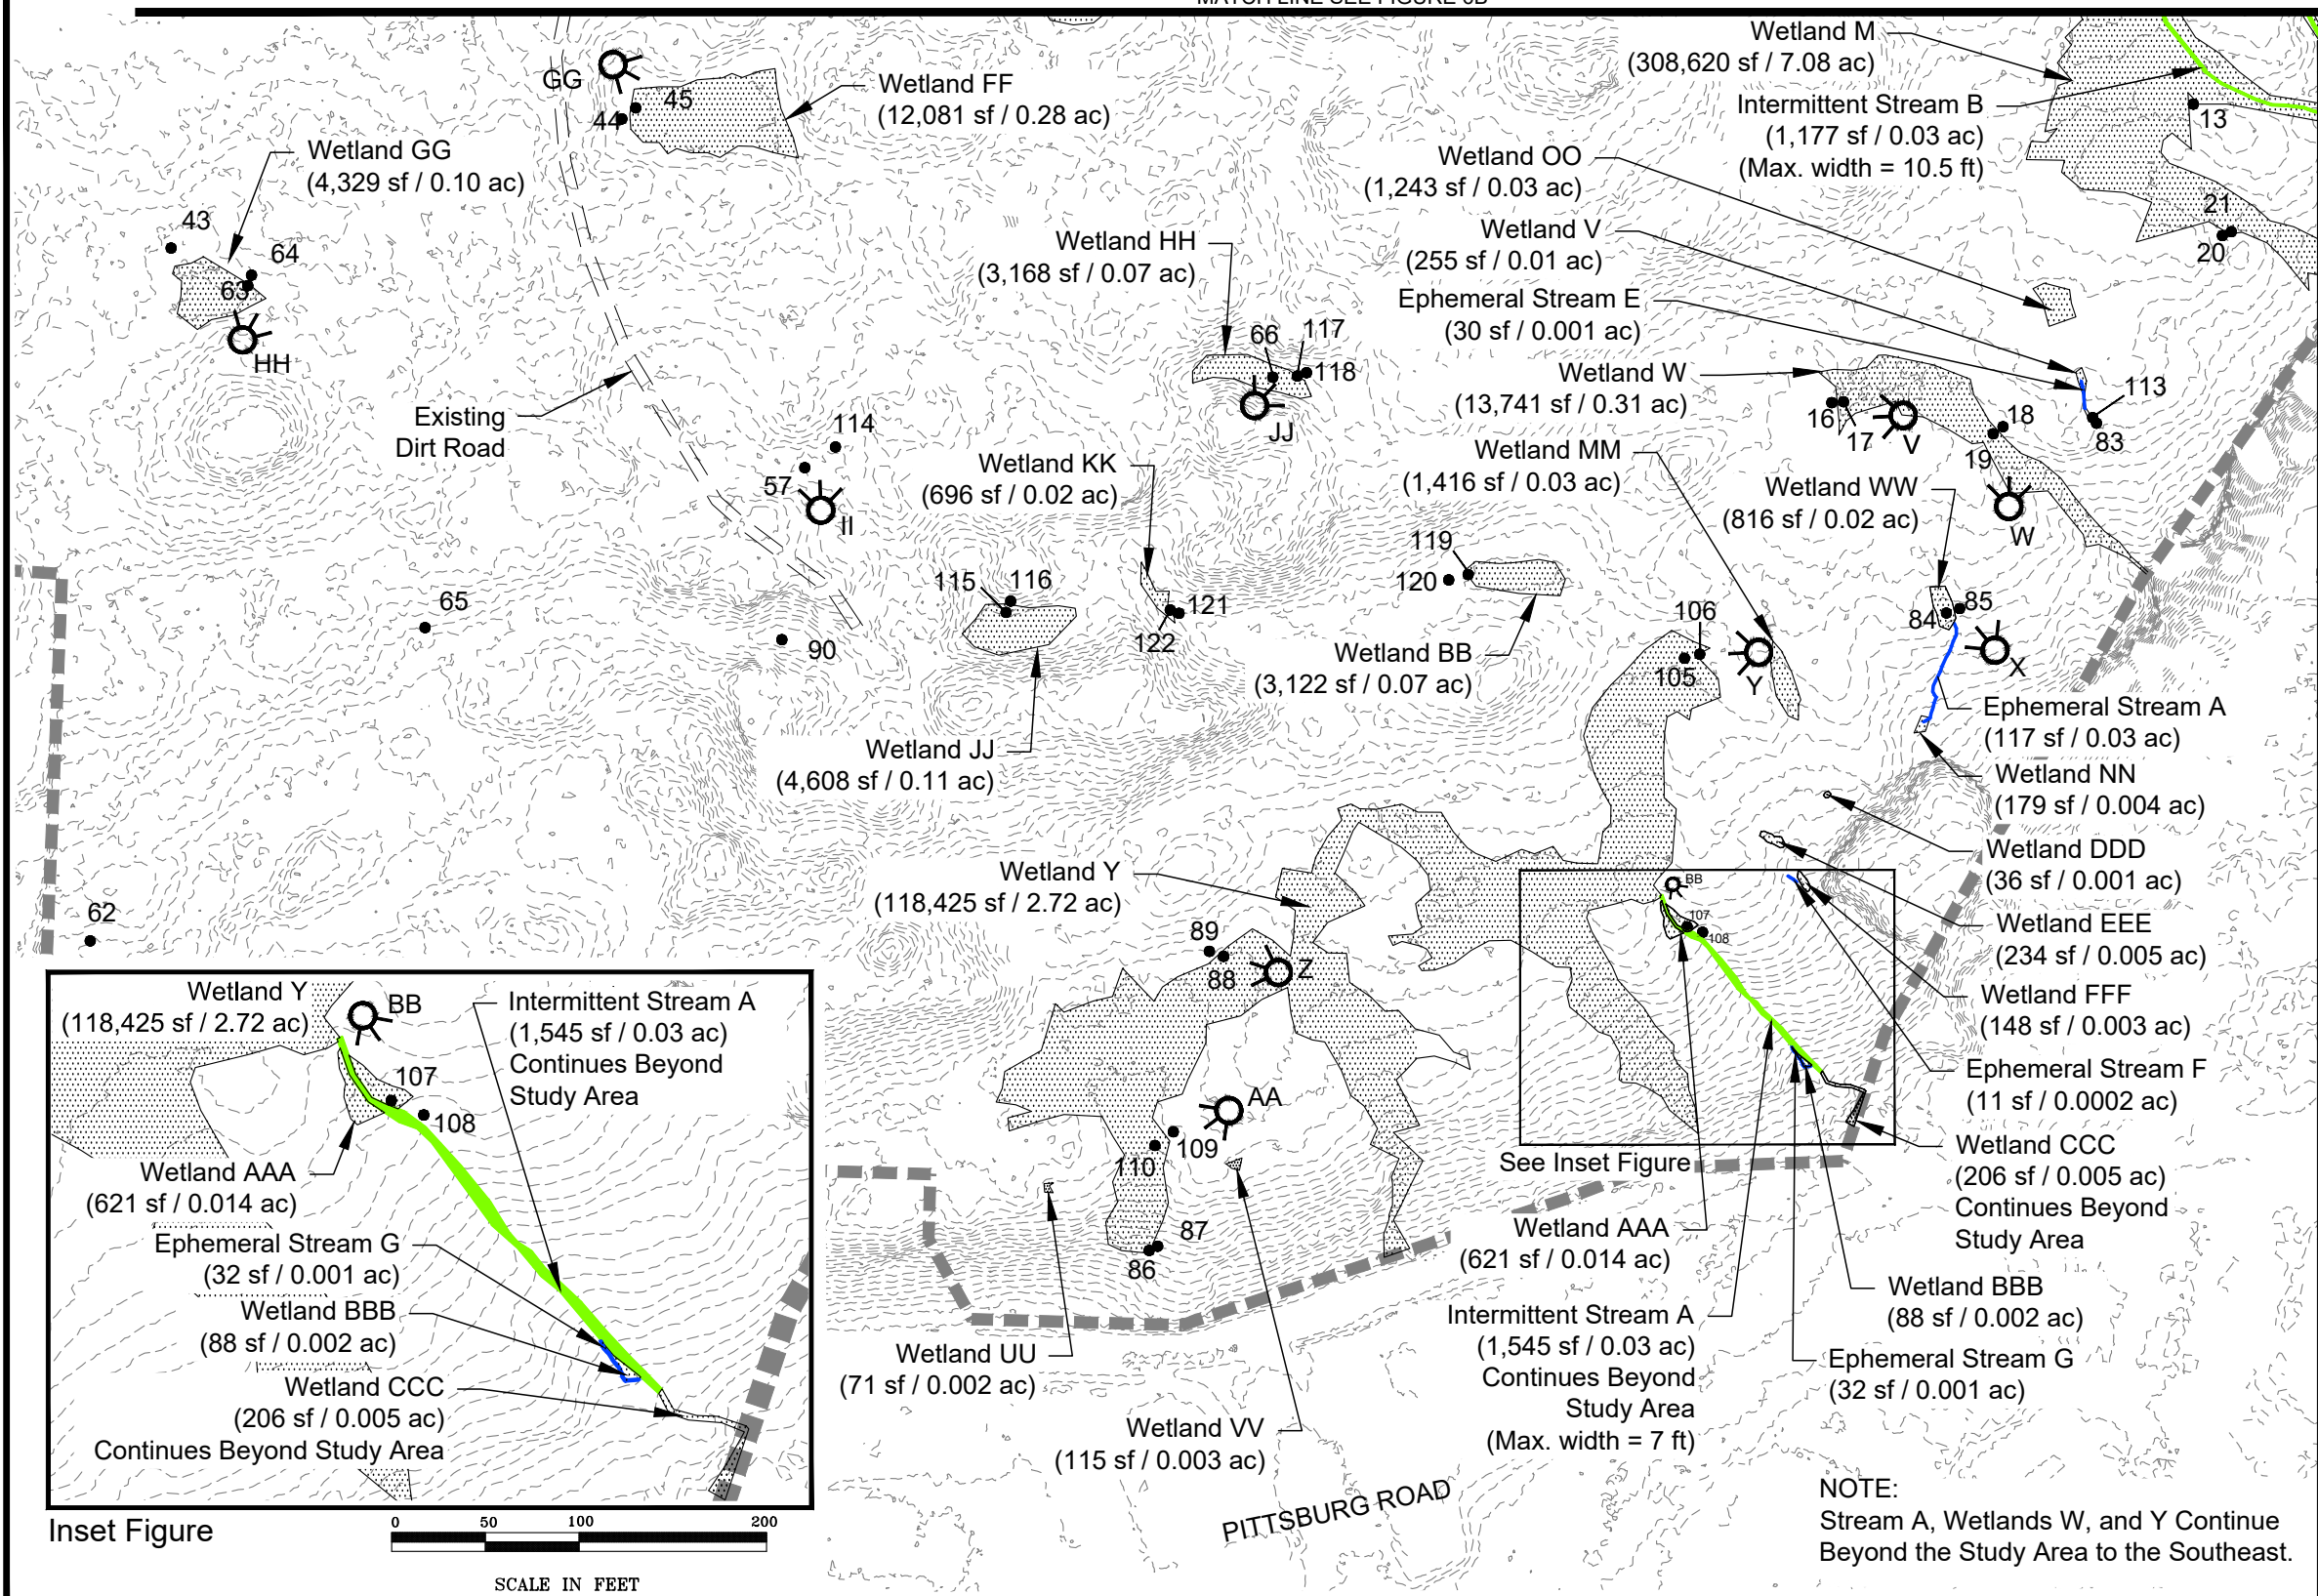 MATCH LINE SEE FIGURE 6B
Wetland M
(308,620 sf / 7.08 ac)
Intermittent Stream B
(1,177 sf / 0.03 ac)
(Max. width = 10.5 ft)
13
21
20
GG
45
44
Wetland FF
(12,081 sf / 0.28 ac)
Wetland GG
(4,329 sf / 0.10 ac)
43
64
63
HH
Wetland OO
(1,243 sf / 0.03 ac)
Wetland V
(255 sf / 0.01 ac)
Ephemeral Stream E
(30 sf / 0.001 ac)
113
83
Wetland HH
(3,168 sf / 0.07 ac)
66
117
118
JJ
Wetland W
(13,741 sf / 0.31 ac)
16
17
V
18
19
W
Existing
Dirt Road
114
57
II
Wetland KK
(696 sf / 0.02 ac)
121
122
Wetland MM
(1,416 sf / 0.03 ac)
Wetland WW
(816 sf / 0.02 ac)
85
84
X
119
120
Wetland BB
(3,122 sf / 0.07 ac)
106
105
Y
65
90
115
116
Wetland JJ
(4,608 sf / 0.11 ac)
Ephemeral Stream A
(117 sf / 0.03 ac)
Wetland NN
(179 sf / 0.004 ac)
Wetland DDD
(36 sf / 0.001 ac)
Wetland EEE
(234 sf / 0.005 ac)
Wetland FFF
(148 sf / 0.003 ac)
Ephemeral Stream F
(11 sf / 0.0002 ac)
Wetland CCC
(206 sf / 0.005 ac)
Continues Beyond
Study Area
Wetland BBB
(88 sf / 0.002 ac)
Ephemeral Stream G
(32 sf / 0.001 ac)
62
Wetland Y
(118,425 sf / 2.72 ac)
89
88
Z
AA
109
110
87
86
BB
107
108
See Inset Figure
Wetland AAA
(621 sf / 0.014 ac)
Intermittent Stream A
(1,545 sf / 0.03 ac)
Continues Beyond
Study Area
(Max. width = 7 ft)
Wetland UU
(71 sf / 0.002 ac)
Wetland VV
(115 sf / 0.003 ac)
PITTSBURG ROAD
Wetland Y
(118,425 sf / 2.72 ac)
BB
Intermittent Stream A
(1,545 sf / 0.03 ac)
Continues Beyond
Study Area
107
108
Wetland AAA
(621 sf / 0.014 ac)
Ephemeral Stream G
(32 sf / 0.001 ac)
Wetland BBB
(88 sf / 0.002 ac)
Wetland CCC
(206 sf / 0.005 ac)
Continues Beyond Study Area
Inset Figure
0 50 100 200
SCALE IN FEET
NOTE:
Stream A, Wetlands W, and Y Continue
Beyond the Study Area to the Southeast.